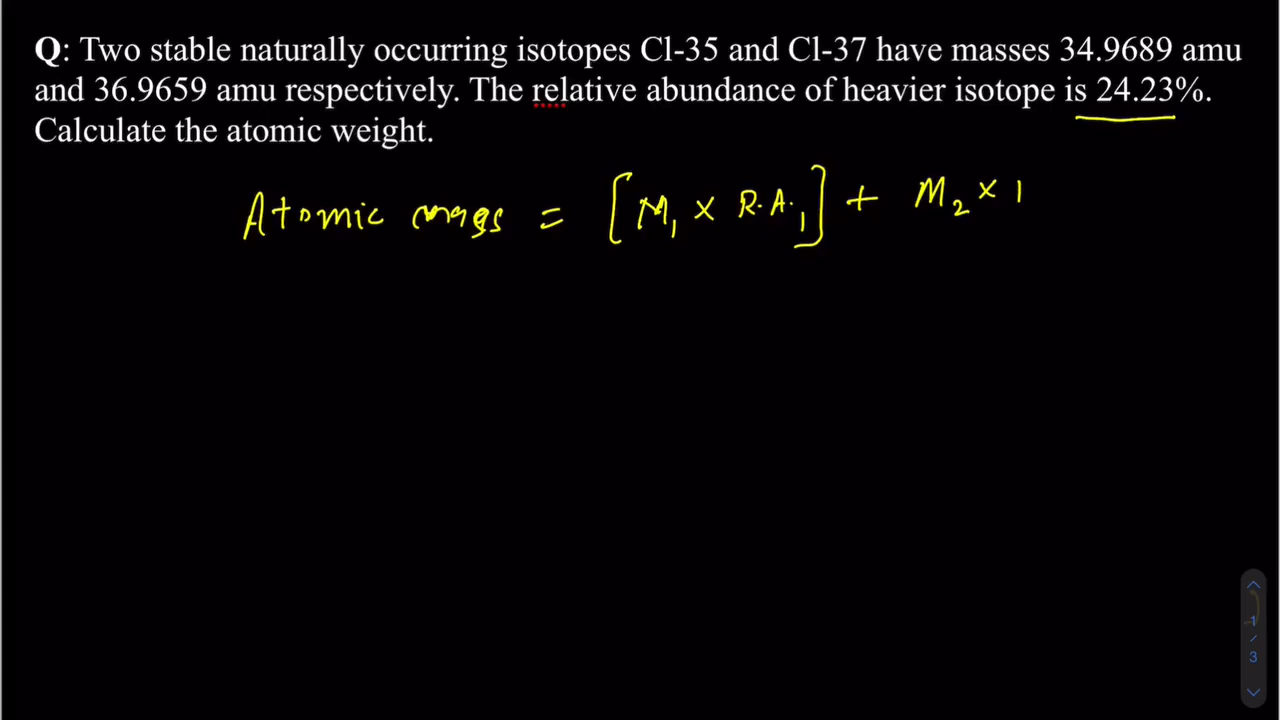 Q: Two stable naturally occurring isotopes Cl-35 and Cl-37 have masses 34.9689 amu
and 36.9659 amu respectively. The relative abundance of heavier isotope is 24.23%.
Calculate the atomic weight.
Atomic mass = [M₁ × R.A.₁] + M₂ × 1
1
/
3